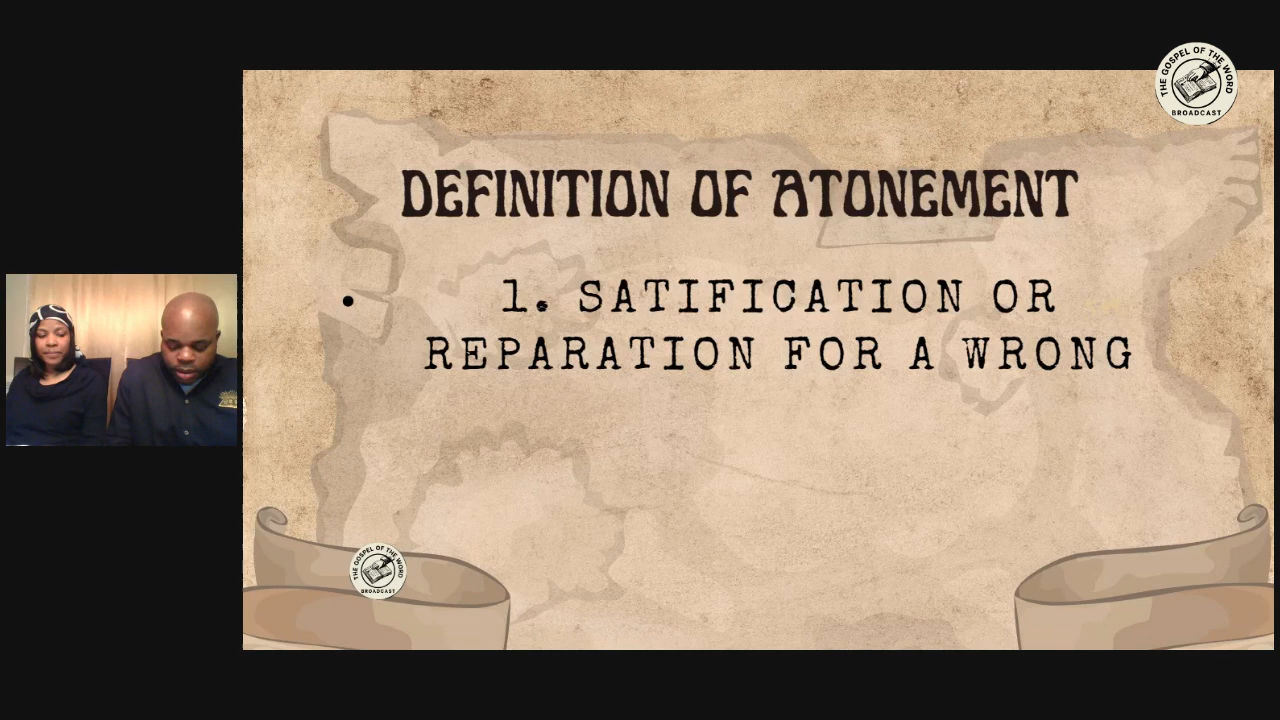 THE GOSPEL OF THE WORD
BROADCAST
DEFINITION OF ATONEMENT
• 1. SATIFICATION OR
REPARATION FOR A WRONG
THE GOSPEL OF THE WORD
BROADCAST